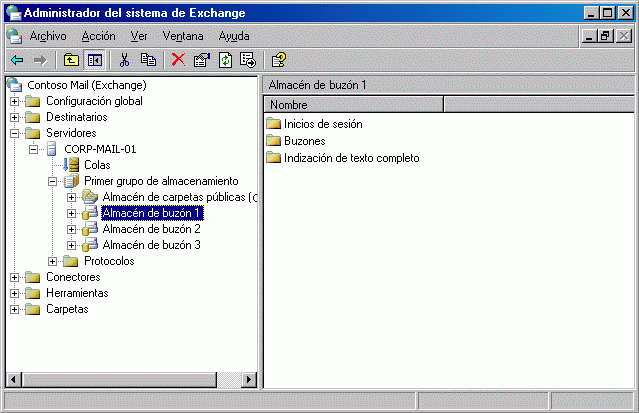 Administrador del sistema de Exchange
Archivo Acción Ver Ventana Ayuda
Contoso Mail (Exchange)
Configuración global
Destinatarios
Servidores
CORP-MAIL-01
Colas
Primer grupo de almacenamiento
Almacén de carpetas públicas (
Almacén de buzón 1
Almacén de buzón 2
Almacén de buzón 3
Protocolos
Conectores
Herramientas
Carpetas
Almacén de buzón 1
Nombre
Inicios de sesión
Buzones
Indización de texto completo